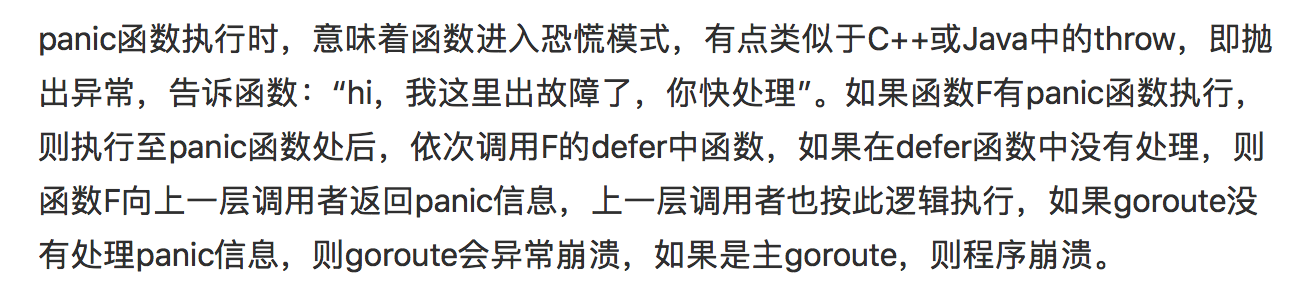 panic函数执行时，意味着函数进入恐慌模式，有点类似于C++或Java中的throw，即抛
出异常，告诉函数：“hi，我这里出故障了，你快处理”。如果函数F有panic函数执行，
则执行至panic函数处后，依次调用F的defer中函数，如果在defer函数中没有处理，则
函数F向上一层调用者返回panic信息，上一层调用者也按此逻辑执行，如果goroute没
有处理panic信息，则goroute会异常崩溃，如果是主goroute，则程序崩溃。